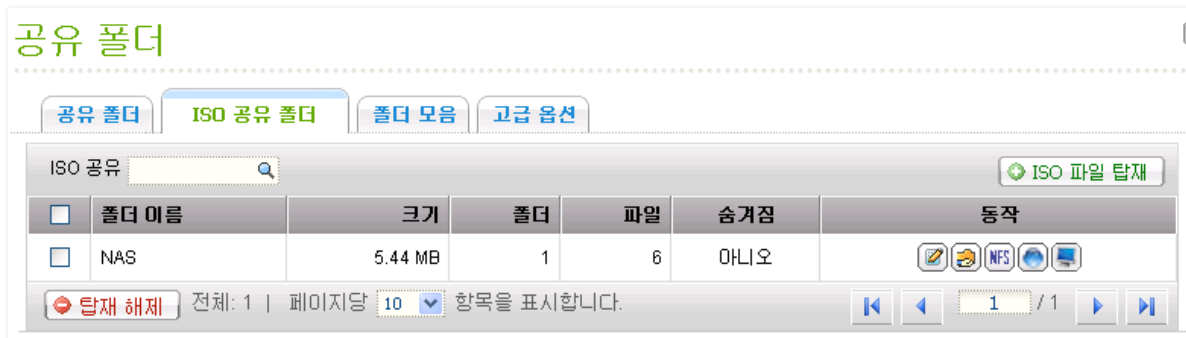 공유 폴더
공유 폴더 ISO 공유 폴더 폴더 모음 고급 옵션
ISO 공유 ISO 파일 탑재
폴더 이름 크기 폴더 파일 숨겨짐 동작
NAS 5.44 MB 1 6 아니오 NFS
탑재 해제 전체: 1 | 페이지당 10 항목을 표시합니다. 1 / 1